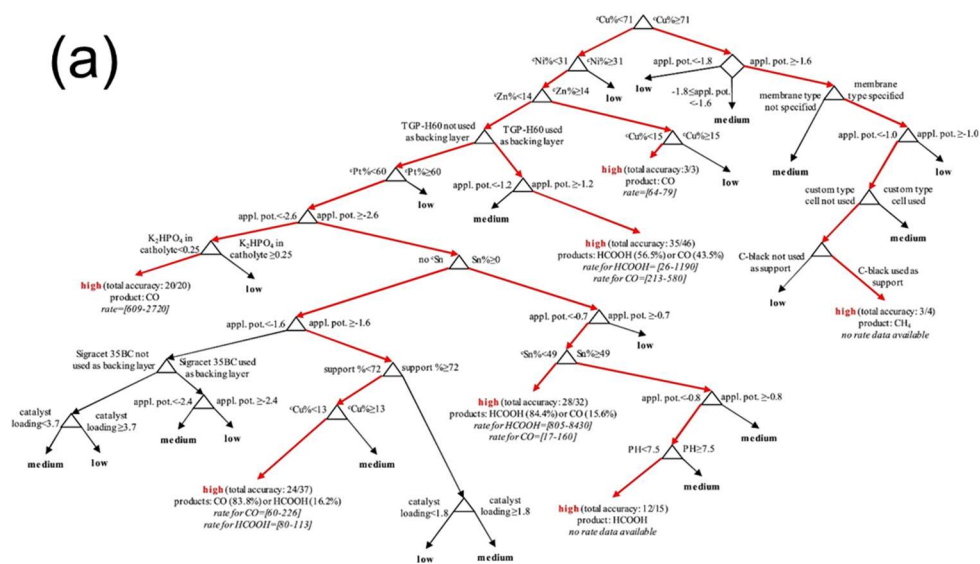 (a)
ᶜCu%<71 ᶜCu%≥71
ᶜNi%<31 ᶜNi%≥31
appl. pot.<-1.8 appl. pot. ≥-1.6
low
low
-1.8≤appl. pot.
<-1.6
medium
membrane type
not specified
membrane
type specified
ᶜZn%<14 ᶜZn%≥14
TGP-H60 not used
as backing layer
TGP-H60 used
as backing layer
ᶜCu%<15 ᶜCu%≥15
high (total accuracy:3/3)
product: CO
rate=[64-79]
low
medium
appl. pot.<-1.0 appl. pot. ≥-1.0
low
ᶜPt%<60 ᶜPt%≥60
low
appl. pot.<-1.2 appl. pot. ≥-1.2
medium
custom type
cell not used
custom type
cell used
medium
appl. pot.<-2.6 appl. pot. ≥-2.6
K₂HPO₄ in
catholyte<0.25
K₂HPO₄ in
catholyte ≥0.25
high (total accuracy: 20/20)
product: CO
rate=[609-2720]
low
no ᶜSn Sn%≥0
high (total accuracy: 35/46)
products: HCOOH (56.5%) or CO (43.5%)
rate for HCOOH= [26-1190]
rate for CO=[213-580]
C-black not used
as support
C-black used as
support
low
high (total accuracy: 3/4)
product: CH₄
no rate data available
appl. pot.<-1.6 appl. pot. ≥-1.6
appl. pot.<-0.7 appl. pot. ≥-0.7
low
Sigracet 35BC not
used as backing layer
Sigracet 35BC used
as backing layer
support %<72 support %≥72
ᶜSn%<49 Sn%≥49
catalyst
loading<3.7
catalyst
loading≥3.7
medium
low
appl. pot.<-2.4 appl. pot. ≥-2.4
medium
low
ᶜCu%<13 ᶜCu%≥13
medium
high (total accuracy: 28/32)
products: HCOOH (84.4%) or CO (15.6%)
rate for HCOOH=[805-8430]
rate for CO=[17-160]
appl. pot.<-0.8 appl. pot. ≥-0.8
medium
PH<7.5 PH≥7.5
medium
high (total accuracy: 24/37)
products: CO (83.8%) or HCOOH (16.2%)
rate for CO=[60-226]
rate for HCOOH=[80-113]
catalyst
loading<1.8
catalyst
loading≥1.8
low
medium
high (total accuracy: 12/15)
product: HCOOH
no rate data available